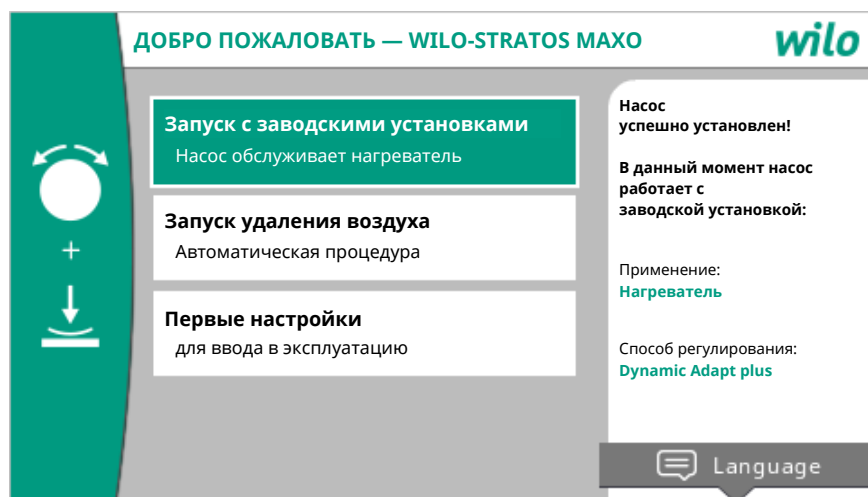 ДОБРО ПОЖАЛОВАТЬ — WILO-STRATOS MAXO
wilo
Запуск с заводскими установками
Насос обслуживает нагреватель
Запуск удаления воздуха
Автоматическая процедура
Первые настройки
для ввода в эксплуатацию
+
Насос
успешно установлен!
В данный момент насос
работает с
заводской установкой:
Применение:
Нагреватель
Способ регулирования:
Dynamic Adapt plus
Language